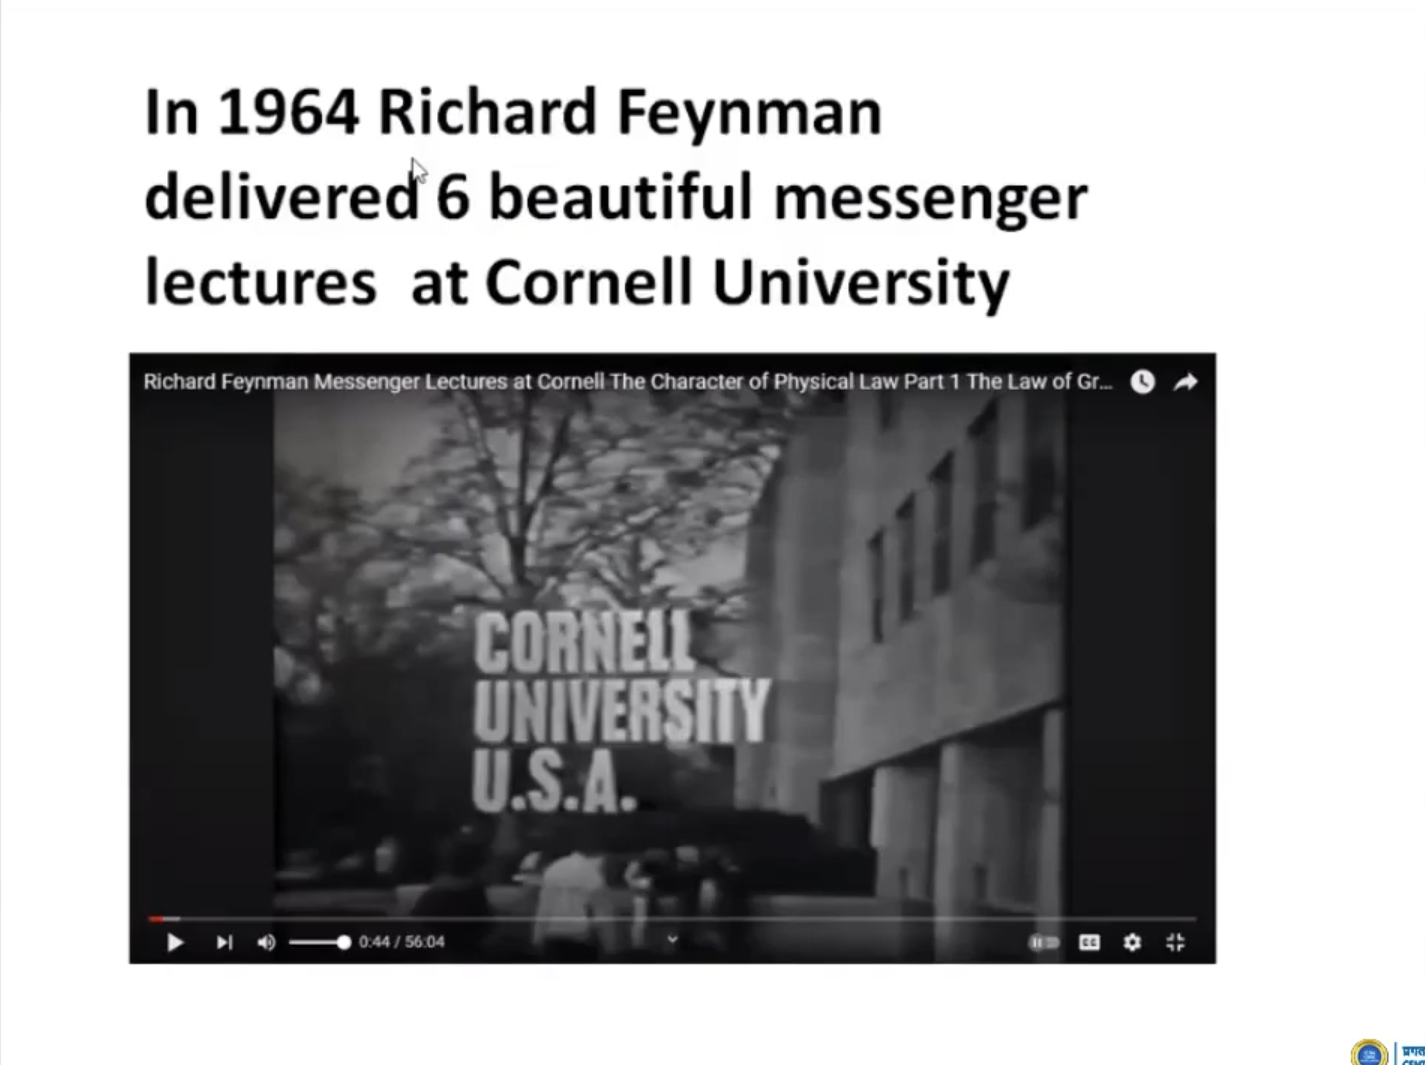 In 1964 Richard Feynman
delivered 6 beautiful messenger
lectures at Cornell University
Richard Feynman Messenger Lectures at Cornell The Character of Physical Law Part 1 The Law of Gr...
CORNELL
UNIVERSITY
U.S.A.
0:44 / 56:04
CC